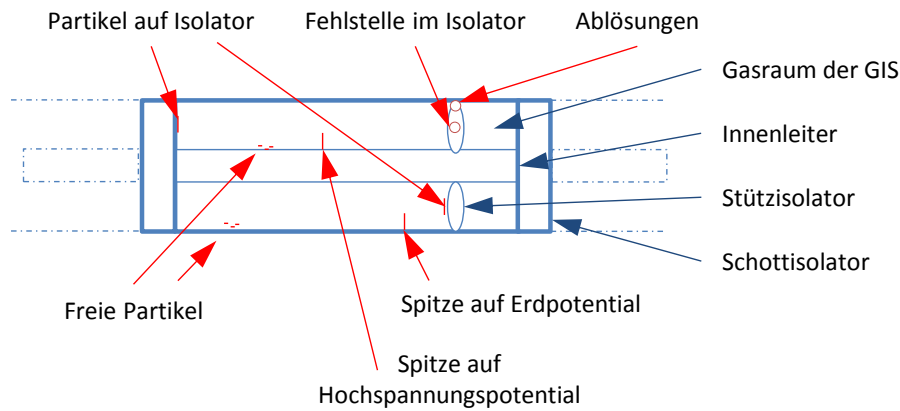 Partikel auf Isolator
Fehlstelle im Isolator
Ablösungen
Gasraum der GIS
Innenleiter
Stützisolator
Schottisolator
Freie Partikel
Spitze auf Erdpotential
Spitze auf
Hochspannungspotential